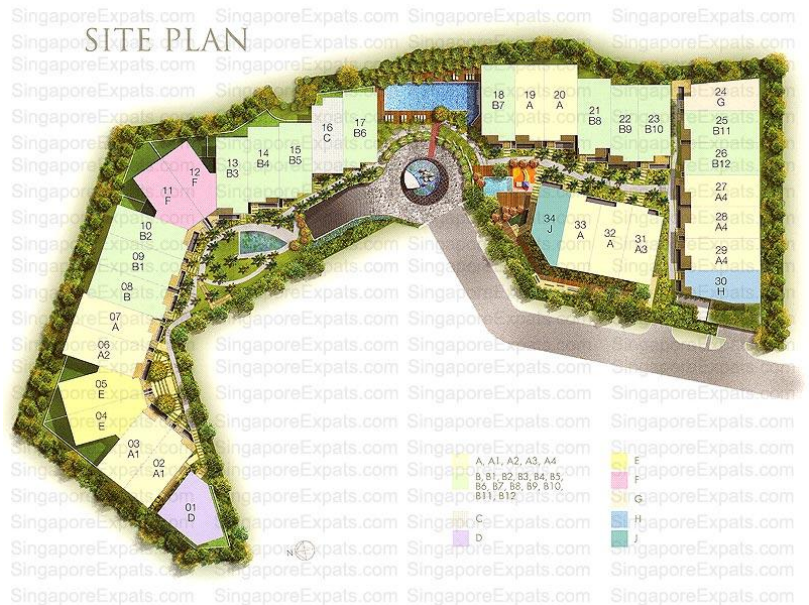 SITE PLAN
SingaporeExpats.com
18
B7
19
A
20
A
21
B8
22
B9
23
B10
24
G
25
B11
26
B12
27
A4
28
A4
29
A4
30
H
17
B6
16
C
15
B5
14
B4
13
B3
12
F
11
F
34
J
33
A
32
A
31
A3
10
B2
09
B1
08
B
07
A
06
A2
05
E
04
E
03
A1
02
A1
01
D
A, A1, A2, A3, A4
B, B1, B2, B3, B4, B5,
B6, B7, B8, B9, B10,
B11, B12
C
D
E
F
G
H
J
N